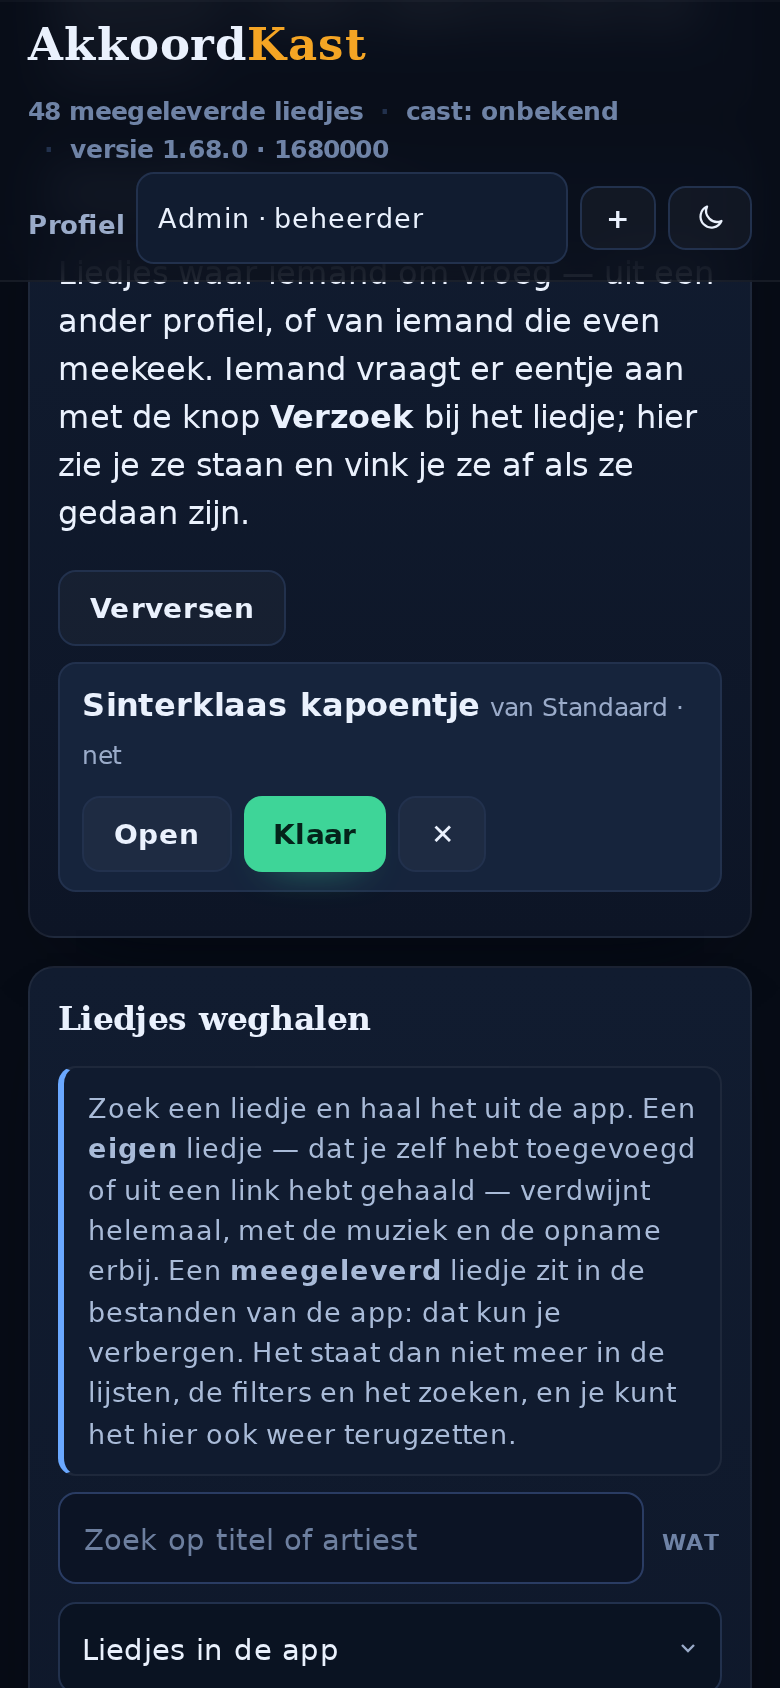 AkkoordKast
48 meegeleverde liedjes · cast: onbekend
· versie 1.68.0 · 1680000
Profiel Admin · beheerder +
Liedjes waar iemand om vroeg — uit een
ander profiel, of van iemand die even
meekeek. Iemand vraagt er eentje aan
met de knop Verzoek bij het liedje; hier
zie je ze staan en vink je ze af als ze
gedaan zijn.
Verversen
Sinterklaas kapoentje van Standaard ·
net
Open Klaar ✕
Liedjes weghalen
Zoek een liedje en haal het uit de app. Een
eigen liedje — dat je zelf hebt toegevoegd
of uit een link hebt gehaald — verdwijnt
helemaal, met de muziek en de opname
erbij. Een meegeleverd liedje zit in de
bestanden van de app: dat kun je
verbergen. Het staat dan niet meer in de
lijsten, de filters en het zoeken, en je kunt
het hier ook weer terugzetten.
Zoek op titel of artiest WAT
Liedjes in de app